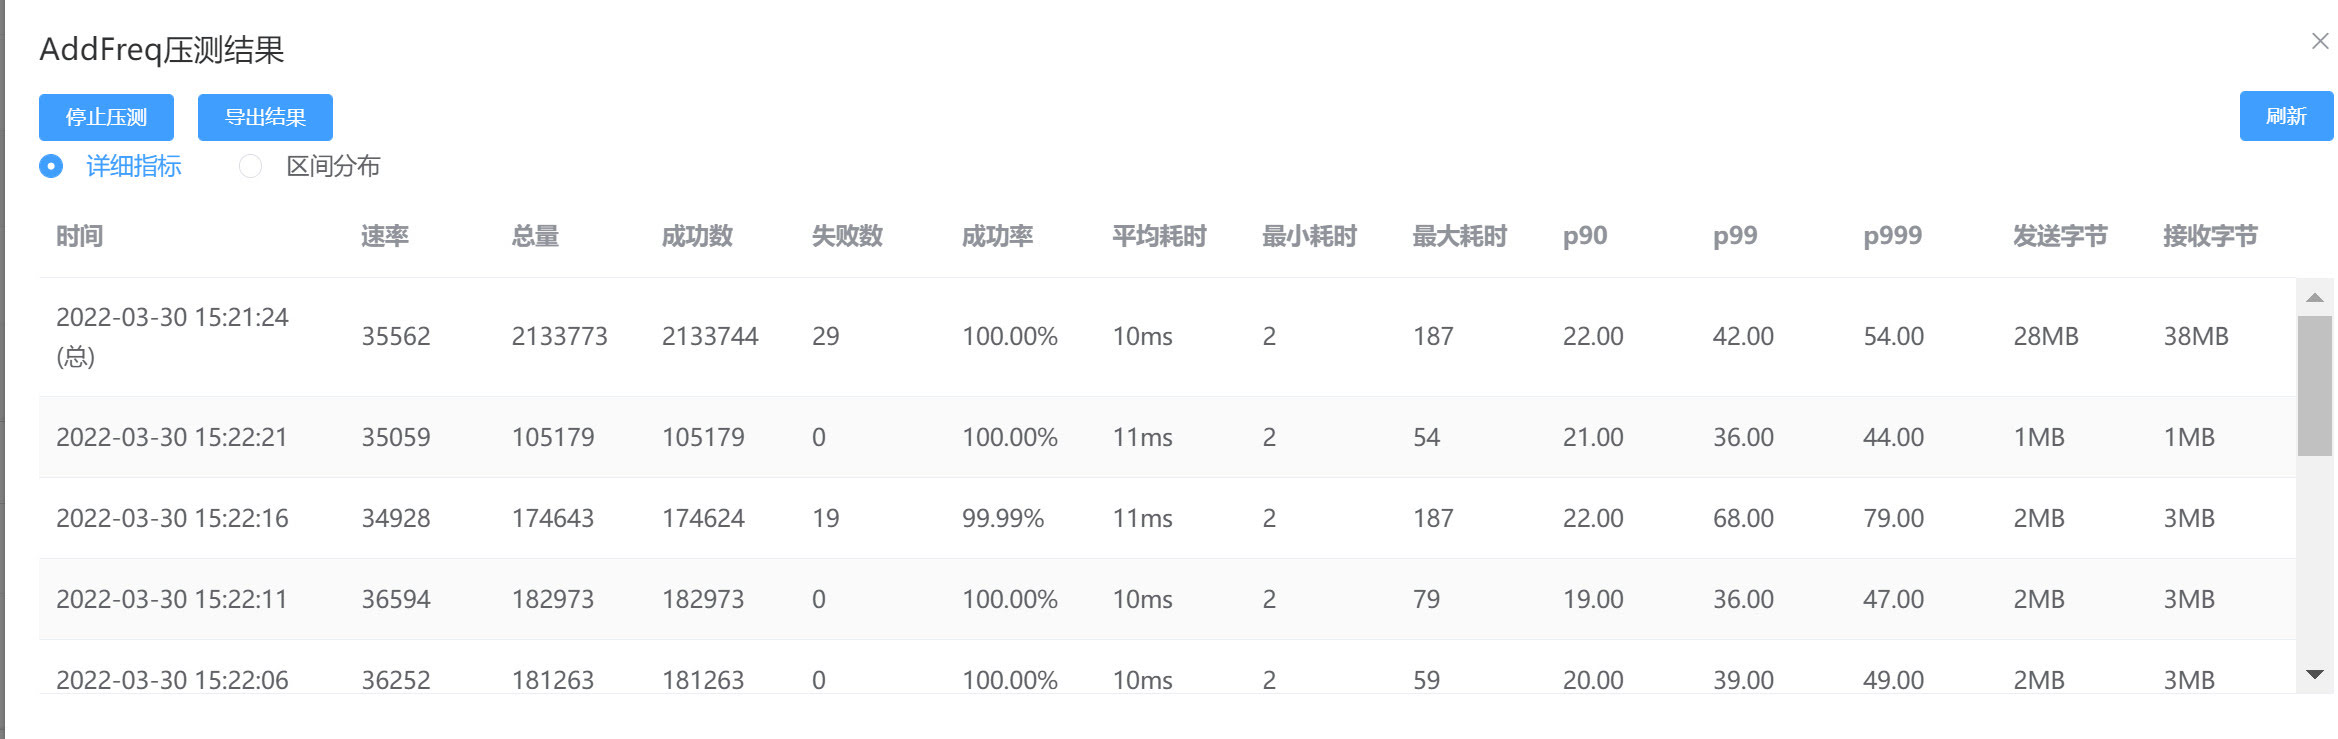 AddFreq压测结果
停止压测 导出结果 刷新
详细指标 区间分布
时间 速率 总量 成功数 失败数 成功率 平均耗时 最小耗时 最大耗时 p90 p99 p999 发送字节 接收字节
2022-03-30 15:21:24
(总) 35562 2133773 2133744 29 100.00% 10ms 2 187 22.00 42.00 54.00 28MB 38MB
2022-03-30 15:22:21 35059 105179 105179 0 100.00% 11ms 2 54 21.00 36.00 44.00 1MB 1MB
2022-03-30 15:22:16 34928 174643 174624 19 99.99% 11ms 2 187 22.00 68.00 79.00 2MB 3MB
2022-03-30 15:22:11 36594 182973 182973 0 100.00% 10ms 2 79 19.00 36.00 47.00 2MB 3MB
2022-03-30 15:22:06 36252 181263 181263 0 100.00% 10ms 2 59 20.00 39.00 49.00 2MB 3MB